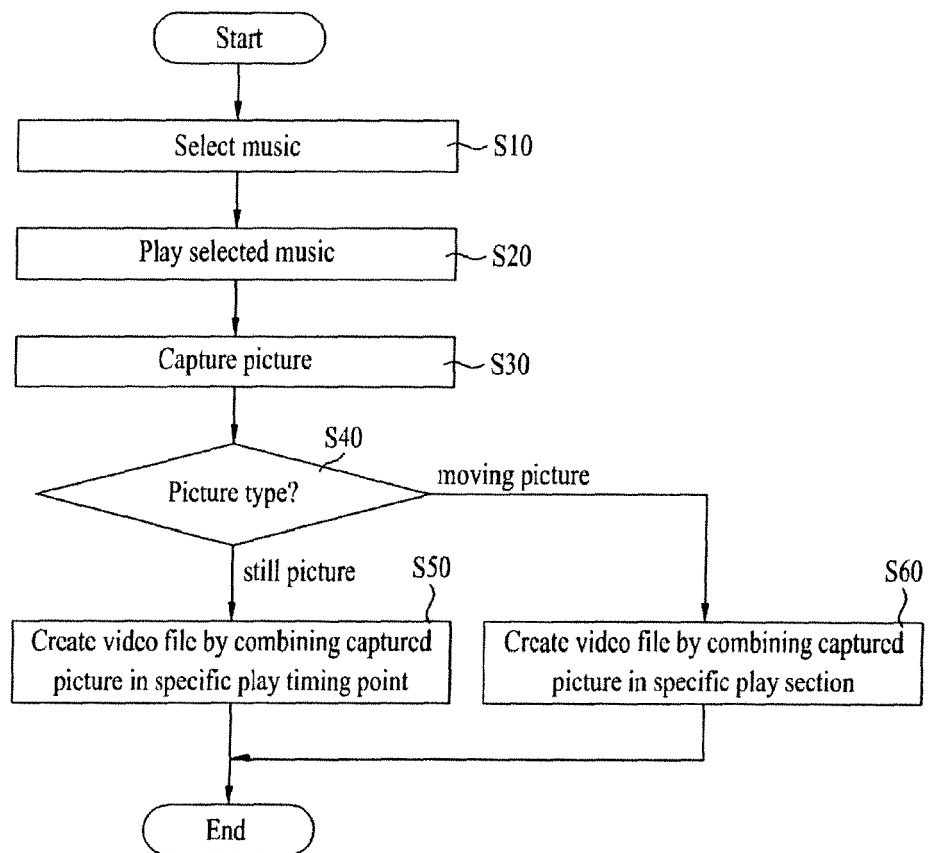 Start
Select music
S10
Play selected music
S20
Capture picture
S30
S40
Picture type?
moving picture
still picture
S50
Create video file by combining captured
picture in specific play timing point
S60
Create video file by combining captured
picture in specific play section
End